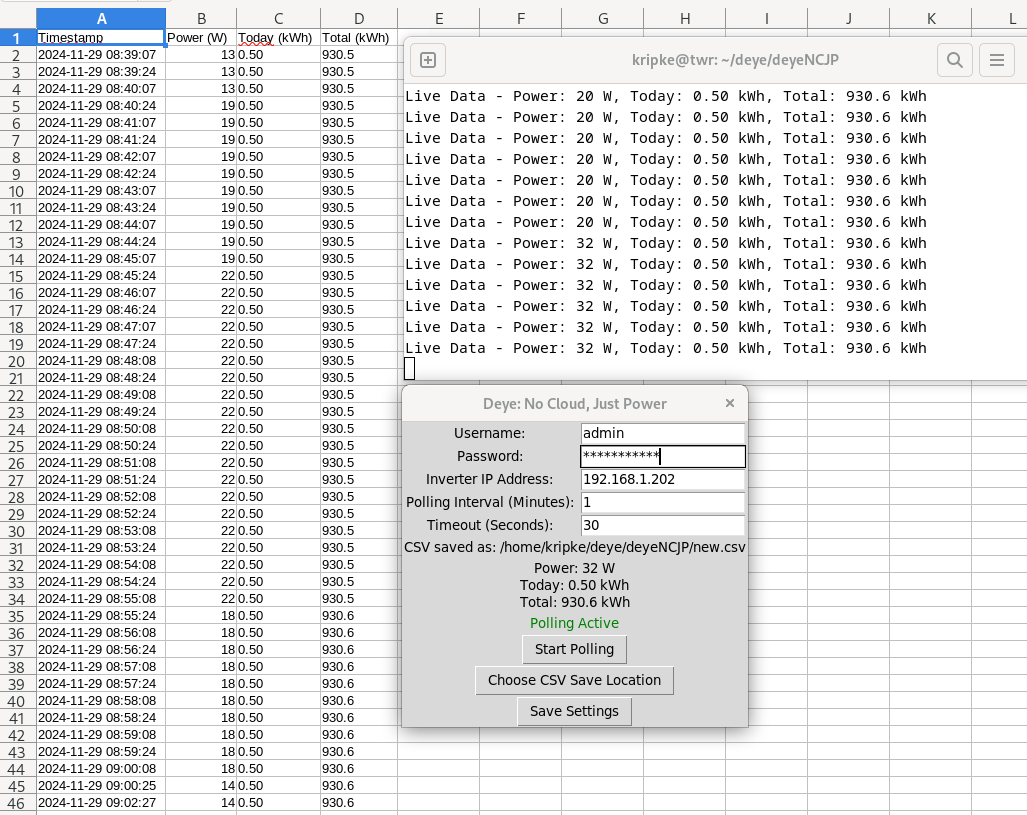 A B C D E F G H I J K L
1 Timestamp Power (W) Today (kWh) Total (kWh)
2 2024-11-29 08:39:07 13 0.50 930.5
3 2024-11-29 08:39:24 13 0.50 930.5
4 2024-11-29 08:40:07 13 0.50 930.5
5 2024-11-29 08:40:24 19 0.50 930.5
6 2024-11-29 08:41:07 19 0.50 930.5
7 2024-11-29 08:41:24 19 0.50 930.5
8 2024-11-29 08:42:07 19 0.50 930.5
9 2024-11-29 08:42:24 19 0.50 930.5
10 2024-11-29 08:43:07 19 0.50 930.5
11 2024-11-29 08:43:24 19 0.50 930.5
12 2024-11-29 08:44:07 19 0.50 930.5
13 2024-11-29 08:44:24 19 0.50 930.5
14 2024-11-29 08:45:07 19 0.50 930.5
15 2024-11-29 08:45:24 22 0.50 930.5
16 2024-11-29 08:46:07 22 0.50 930.5
17 2024-11-29 08:46:24 22 0.50 930.5
18 2024-11-29 08:47:07 22 0.50 930.5
19 2024-11-29 08:47:24 22 0.50 930.5
20 2024-11-29 08:48:08 22 0.50 930.5
21 2024-11-29 08:48:24 22 0.50 930.5
22 2024-11-29 08:49:08 22 0.50 930.5
23 2024-11-29 08:49:24 22 0.50 930.5
24 2024-11-29 08:50:08 22 0.50 930.5
25 2024-11-29 08:50:24 22 0.50 930.5
26 2024-11-29 08:51:08 22 0.50 930.5
27 2024-11-29 08:51:24 22 0.50 930.5
28 2024-11-29 08:52:08 22 0.50 930.5
29 2024-11-29 08:52:24 22 0.50 930.5
30 2024-11-29 08:53:08 22 0.50 930.5
31 2024-11-29 08:53:24 22 0.50 930.5
32 2024-11-29 08:54:08 22 0.50 930.5
33 2024-11-29 08:54:24 22 0.50 930.5
34 2024-11-29 08:55:08 22 0.50 930.5
35 2024-11-29 08:55:24 18 0.50 930.6
36 2024-11-29 08:56:08 18 0.50 930.6
37 2024-11-29 08:56:24 18 0.50 930.6
38 2024-11-29 08:57:08 18 0.50 930.6
39 2024-11-29 08:57:24 18 0.50 930.6
40 2024-11-29 08:58:08 18 0.50 930.6
41 2024-11-29 08:58:24 18 0.50 930.6
42 2024-11-29 08:59:08 18 0.50 930.6
43 2024-11-29 08:59:24 18 0.50 930.6
44 2024-11-29 09:00:08 18 0.50 930.6
45 2024-11-29 09:00:25 14 0.50 930.6
46 2024-11-29 09:02:27 14 0.50 930.6
kripke@twr: ~/deye/deyeNCJP
Live Data - Power: 20 W, Today: 0.50 kWh, Total: 930.6 kWh
Live Data - Power: 20 W, Today: 0.50 kWh, Total: 930.6 kWh
Live Data - Power: 20 W, Today: 0.50 kWh, Total: 930.6 kWh
Live Data - Power: 20 W, Today: 0.50 kWh, Total: 930.6 kWh
Live Data - Power: 20 W, Today: 0.50 kWh, Total: 930.6 kWh
Live Data - Power: 20 W, Today: 0.50 kWh, Total: 930.6 kWh
Live Data - Power: 20 W, Today: 0.50 kWh, Total: 930.6 kWh
Live Data - Power: 32 W, Today: 0.50 kWh, Total: 930.6 kWh
Live Data - Power: 32 W, Today: 0.50 kWh, Total: 930.6 kWh
Live Data - Power: 32 W, Today: 0.50 kWh, Total: 930.6 kWh
Live Data - Power: 32 W, Today: 0.50 kWh, Total: 930.6 kWh
Live Data - Power: 32 W, Today: 0.50 kWh, Total: 930.6 kWh
Live Data - Power: 32 W, Today: 0.50 kWh, Total: 930.6 kWh
Deye: No Cloud, Just Power
Username: admin
Password: ***********
Inverter IP Address: 192.168.1.202
Polling Interval (Minutes): 1
Timeout (Seconds): 30
CSV saved as: /home/kripke/deye/deyeNCJP/new.csv
Power: 32 W
Today: 0.50 kWh
Total: 930.6 kWh
Polling Active
Start Polling
Choose CSV Save Location
Save Settings